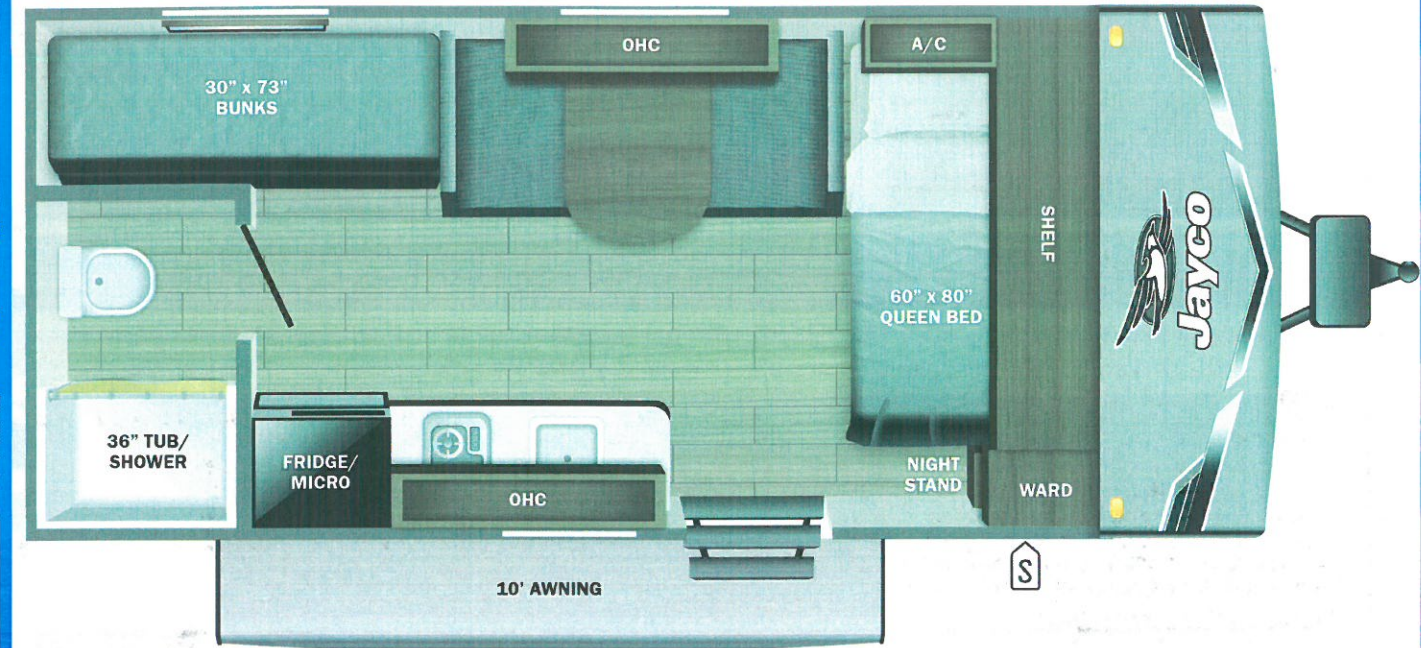 OHC
A/C
30” x 73”
BUNKS
SHELF
Jayco
60” x 80”
QUEEN BED
36” TUB/
SHOWER
FRIDGE/
MICRO
OHC
NIGHT
STAND
WARD
10’ AWNING
S